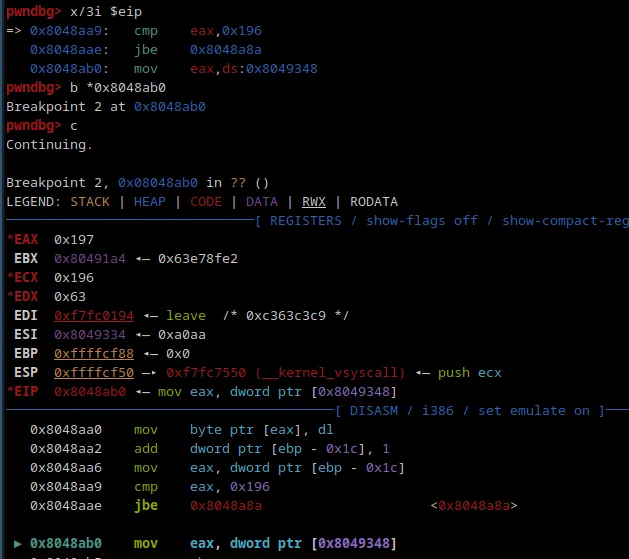 pwndbg> x/3i $eip
=> 0x8048aa9: cmp eax,0x196
0x8048aae: jbe 0x8048a8a
0x8048ab0: mov eax,ds:0x8049348
pwndbg> b *0x8048ab0
Breakpoint 2 at 0x8048ab0
pwndbg> c
Continuing.
Breakpoint 2, 0x08048ab0 in ?? ()
LEGEND: STACK | HEAP | CODE | DATA | RWX | RODATA
[ REGISTERS / show-flags off / show-compact-reg
*EAX 0x197
EBX 0x80491a4 ◂— 0x63e78fe2
*ECX 0x196
*EDX 0x63
EDI 0xf7fc0194 ◂— leave /* 0xc363c3c9 */
ESI 0x8049334 ◂— 0xa0aa
EBP 0xffffcf88 ◂— 0x0
ESP 0xffffcf50 —▸ 0xf7fc7550 (__kernel_vsyscall) ◂— push ecx
*EIP 0x8048ab0 ◂— mov eax, dword ptr [0x8049348]
[ DISASM / i386 / set emulate on ]
0x8048aa0 mov byte ptr [eax], dl
0x8048aa2 add dword ptr [ebp - 0x1c], 1
0x8048aa6 mov eax, dword ptr [ebp - 0x1c]
0x8048aa9 cmp eax, 0x196
0x8048aae jbe 0x8048a8a <0x8048a8a>
► 0x8048ab0 mov eax, dword ptr [0x8049348]